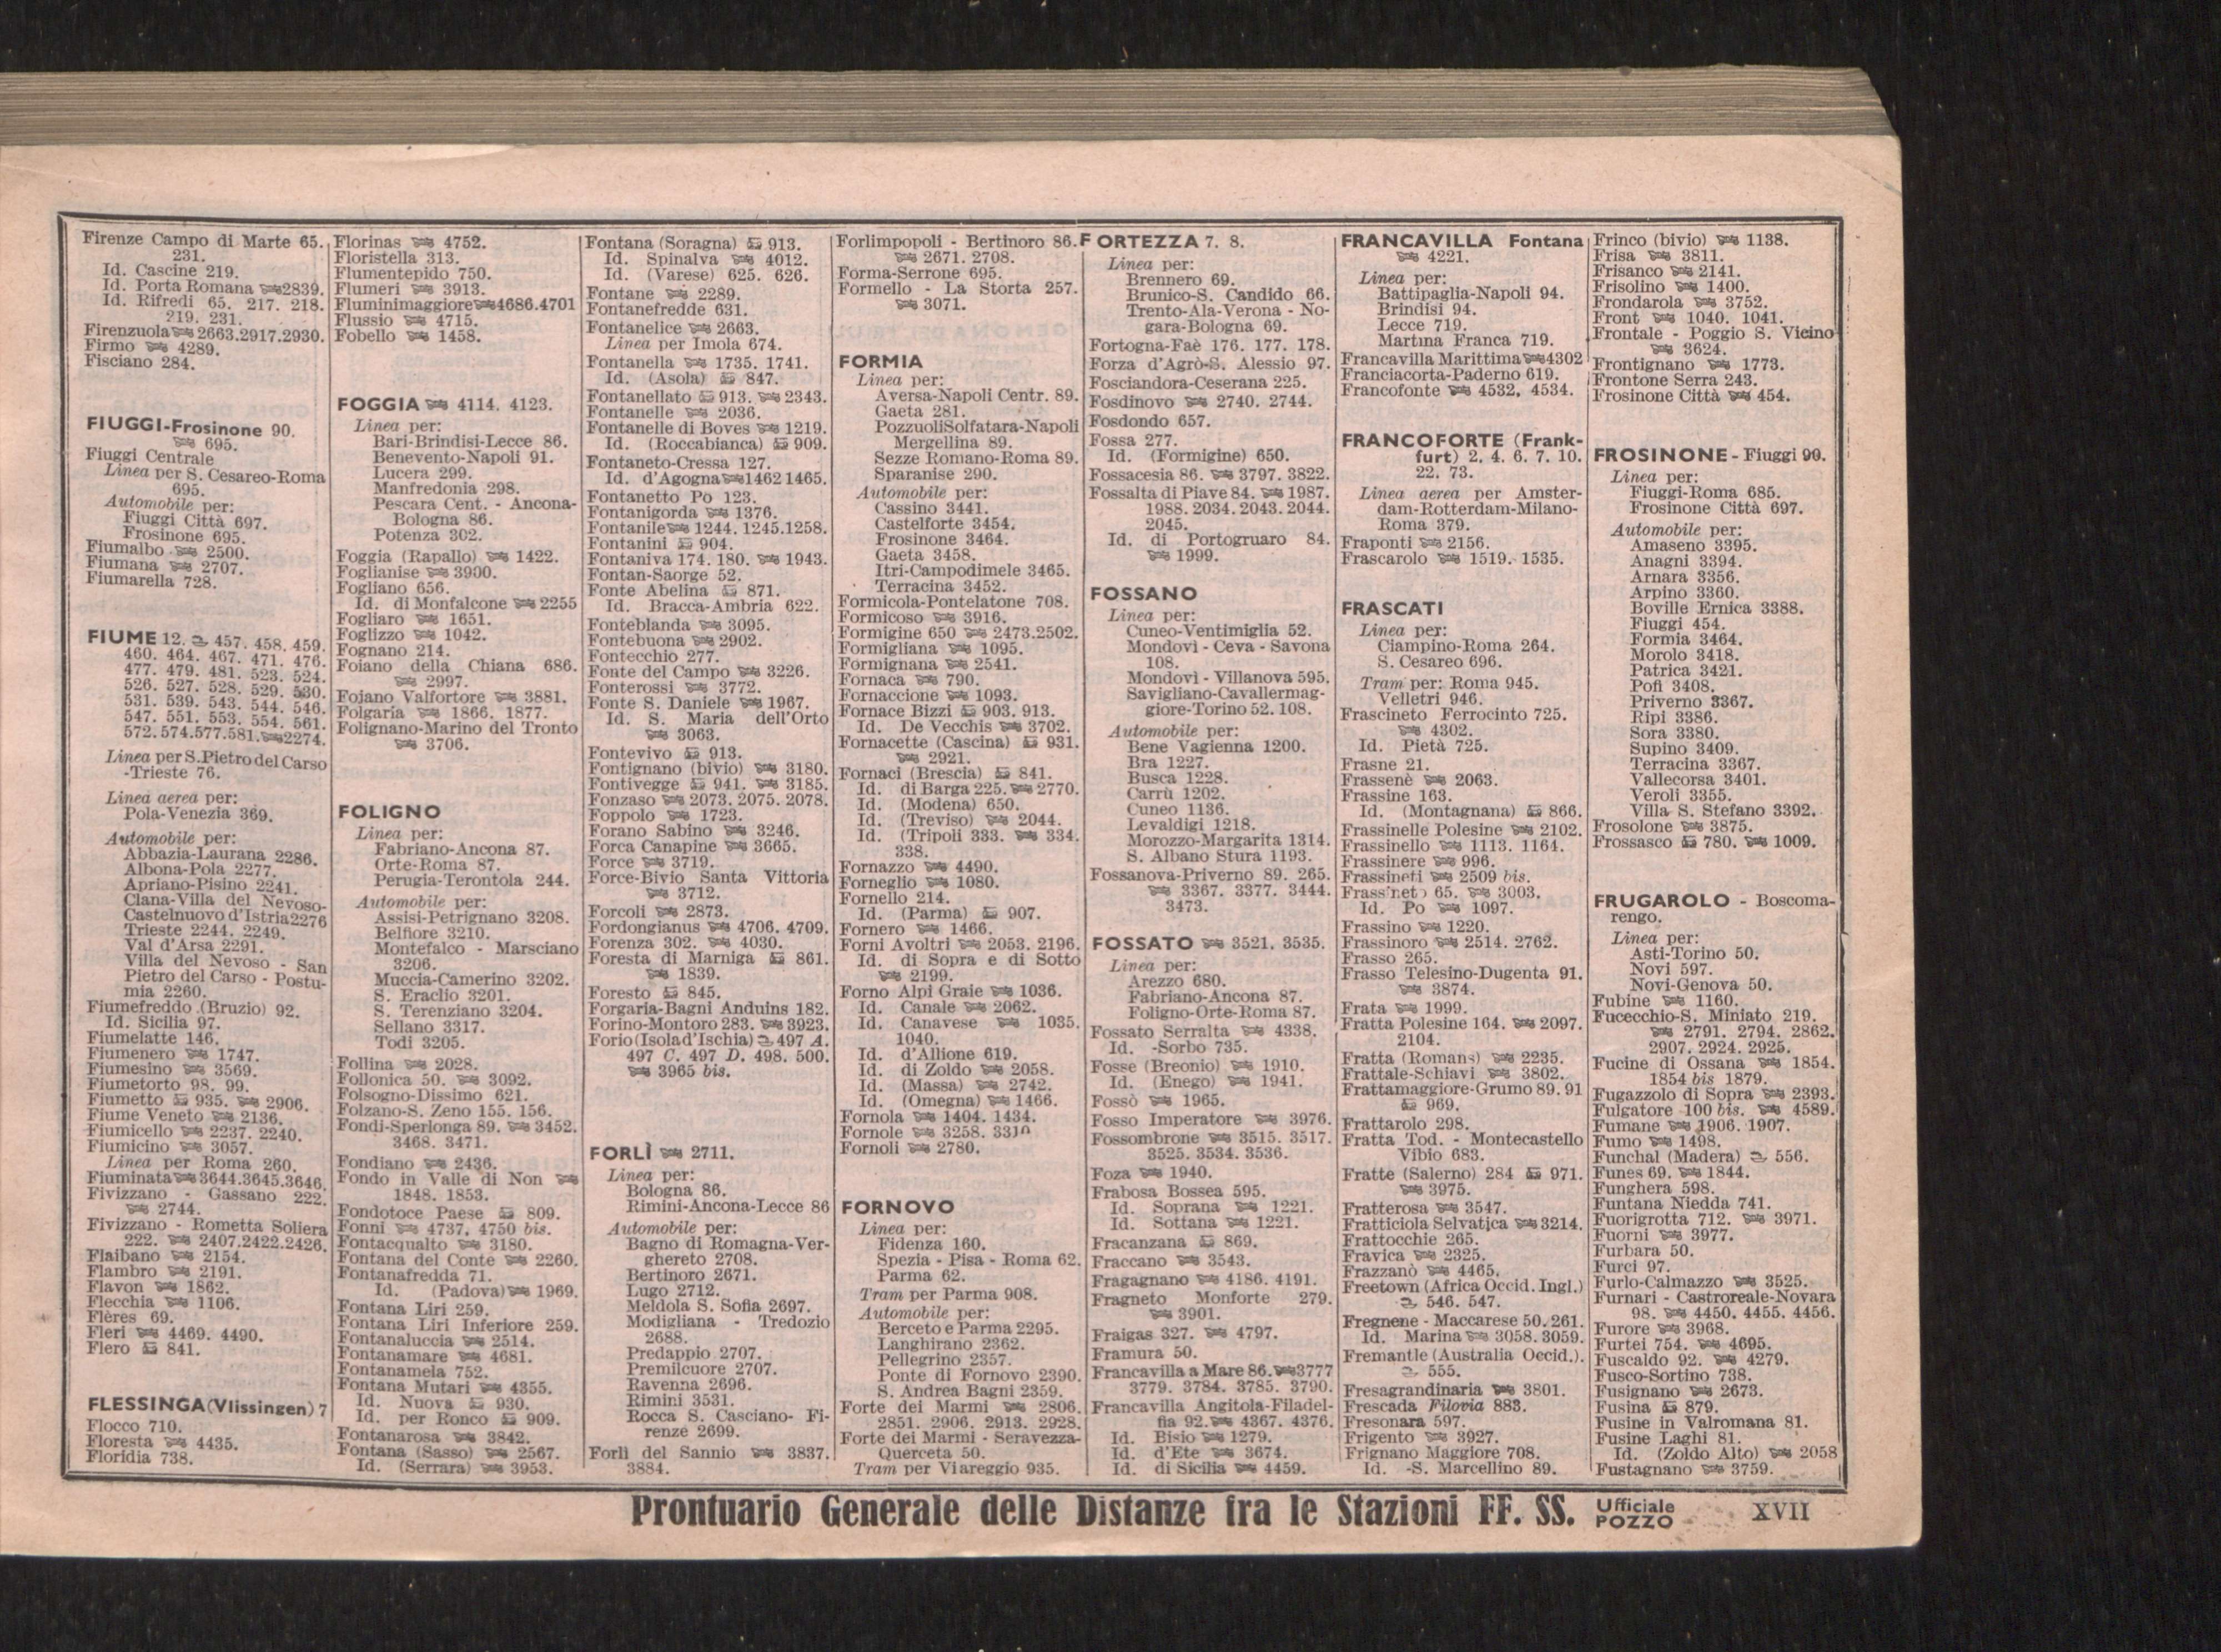 Firenze Campo di Marte 65.
231.
Id. Cascine 219.
Id. Porta Romana 2839.
Id. Rifredi 65. 217. 218.
219. 231.
Firenzuola 2663.2917.2930.
Firmo 4289.
Fisciano 284.
FIUGGI-Frosinone 90.
695.
Fiuggi Centrale
Linea per S. Cesareo-Roma
695.
Automobile per:
Fiuggi Città 697.
Frosinone 695.
Fiumalbo 2500.
Fiumana 2707.
Fiumarella 728.
FIUME 12. 457. 458. 459.
460. 464. 467. 471. 476.
477. 479. 481. 523. 524.
526. 527. 528. 529. 530.
531. 539. 543. 544. 546.
547. 551. 553. 554. 561.
572. 574.577.581. 2274.
Linea per S.Pietro del Carso
-Trieste 76.
Linea aerea per:
Pola-Venezia 369.
Automobile per:
Abbazia-Laurana 2286.
Albona-Pola 2277.
Apriano-Pisino 2241.
Clana-Villa del Nevoso-
Castelnuovo d'Istria2276
Trieste 2244. 2249.
Val d'Arsa 2291.
Villa del Nevoso - San
Pietro del Carso - Postu-
mia 2260.
Fiumefreddo (Bruzio) 92.
Id. Sicilia 97.
Fiumelatte 146.
Fiumenero 1747.
Fiumesino 3569.
Fiumetorto 98. 99.
Fiumetto 935. 2906.
Fiume Veneto 2136.
Fiumicello 2237. 2240.
Fiumicino 3057.
Linea per Roma 260.
Fiuminata 3644.3645.3646.
Fivizzano - Gassano 222.
2744.
Fivizzano - Rometta Soliera
222. 2407.2422.2426.
Flaibano 2154.
Flambro 2191.
Flavon 1862.
Flecchia 1106.
Flères 69.
Fleri 4469. 4490.
Flero 841.
FLESSINGA (Vlissingen) 7
Flocco 710.
Floresta 4435.
Floridia 738.
Florinas 4752.
Floristella 313.
Flumentepido 750.
Flumeri 3913.
Fluminimaggiore 4686.4701
Flussio 4715.
Fobello 1458.
FOGGIA 4114. 4123.
Linea per:
Bari-Brindisi-Lecce 86.
Benevento-Napoli 91.
Lucera 299.
Manfredonia 298.
Pescara Cent. - Ancona-
Bologna 86.
Potenza 302.
Foggia (Rapallo) 1422.
Foglianise 3900.
Fogliano 656.
Id. di Monfalcone 2255
Fogliaro 1651.
Foglizzo 1042.
Fognano 214.
Foiano della Chiana 686.
2997.
Fojano Valfortore 3881.
Folgaria 1866. 1877.
Folignano-Marino del Tronto
3706.
FOLIGNO
Linea per:
Fabriano-Ancona 87.
Orte-Roma 87.
Perugia-Terontola 244.
Automobile per:
Assisi-Petrignano 3208.
Belfiore 3210.
Montefalco - Marsciano
3206.
Muccia-Camerino 3202.
S. Eraclio 3201.
S. Terenziano 3204.
Sellano 3317.
Todi 3205.
Follina 2028.
Follonica 50. 3092.
Folsogno-Dissimo 621.
Folzano-S. Zeno 155. 156.
Fondi-Sperlonga 89. 3452.
3468. 3471.
Fondiano 2436.
Fondo in Valle di Non
1848. 1853.
Fondotoce Paese 809.
Fonni 4737. 4750 bis.
Fontacqualto 3180.
Fontana del Conte 2260.
Fontanafredda 71.
Id. (Padova) 1969.
Fontana Liri 259.
Fontana Liri Inferiore 259.
Fontanaluccia 2514.
Fontanamare 4681.
Fontanamela 752.
Fontana Mutari 4355.
Id. Nuova 930.
Id. per Ronco 909.
Fontanarosa 3842.
Fontana (Sasso) 2567.
Id. (Serrara) 3953.
Fontana (Soragna) 913.
Id. Spinalva 4012.
Id. (Varese) 625. 626.
Fontane 2289.
Fontanefredde 631.
Fontanelice 2663.
Linea per Imola 674.
Fontanella 1735. 1741.
Id. (Asola) 847.
Fontanellato 913. 2343.
Fontanelle 2036.
Fontanelle di Boves 1219.
Id. (Roccabianca) 909.
Fontaneto-Cressa 127.
Id. d'Agogna 1462 1465.
Fontanetto Po 123.
Fontanigorda 1376.
Fontanile 1244. 1245.1258.
Fontanini 904.
Fontaniva 174. 180. 1943.
Fontan-Saorge 52.
Fonte Abelina 871.
Id. Bracca-Ambria 622.
Fonteblanda 3095.
Fontebuona 2902.
Fontecchio 277.
Fonte del Campo 3226.
Fonterossi 3772.
Fonte S. Daniele 1967.
Id. S. Maria dell'Orto
3063.
Fontevivo 913.
Fontignano (bivio) 3180.
Fontivegge 941. 3185.
Fonzaso 2073. 2075. 2078.
Foppolo 1723.
Forano Sabino 3246.
Forca Canapine 3665.
Force 3719.
Force-Bivio Santa Vittoria
3712.
Forcoli 2873.
Fordongianus 4706. 4709.
Forenza 302. 4030.
Foresta di Marniga 861.
1839.
Foresto 845.
Forgaria-Bagni Anduins 182.
Forino-Montoro 283. 3923.
Forio (Isola d'Ischia) 497 A.
497 C. 497 D. 498. 500.
3965 bis.
FORLÌ 2711.
Linea per:
Bologna 86.
Rimini-Ancona-Lecce 86
Automobile per:
Bagno di Romagna-Ver-
ghereto 2708.
Bertinoro 2671.
Lugo 2712.
Meldola S. Sofia 2697.
Modigliana - Tredozio
2688.
Predappio 2707.
Premilcuore 2707.
Ravenna 2696.
Rimini 3531.
Rocca S. Casciano- Fi-
renze 2699.
Forlì del Sannio 3837.
3884.
Forlimpopoli - Bertinoro 86.
2671. 2708.
Forma-Serrone 695.
Formello - La Storta 257.
3071.
FORMIA
Linea per:
Aversa-Napoli Centr. 89.
Gaeta 281.
PozzuoliSolfatara-Napoli
Mergellina 89.
Sezze Romano-Roma 89.
Sparanise 290.
Automobile per:
Cassino 3441.
Castelforte 3454.
Frosinone 3464.
Gaeta 3458.
Itri-Campodimele 3465.
Terracina 3452.
Formicola-Pontelatone 708.
Formicoso 3916.
Formigine 650 2473.2502.
Formigliana 1095.
Formignana 2541.
Fornaca 790.
Fornaccione 1093.
Fornace Bizzi 903. 913.
Id. De Vecchis 3702.
Fornacette (Cascina) 931.
2921.
Fornaci (Brescia) 841.
Id. di Barga 225. 2770.
Id. (Modena) 650.
Id. (Treviso) 2044.
Id. (Tripoli 333. 334.
338.
Fornazzo 4490.
Forneglio 1080.
Fornello 214.
Id. (Parma) 907.
Fornero 1466.
Forni Avoltri 2053. 2196.
Id. di Sopra e di Sotto
2199.
Forno Alpi Graie 1036.
Id. Canale 2062.
Id. Canavese 1035.
1040.
Id. d'Allione 619.
Id. di Zoldo 2058.
Id. (Massa) 2742.
Id. (Omegna) 1466.
Fornola 1404. 1434.
Fornole 3258. 3310
Fornoli 2780.
FORNOVO
Linea per:
Fidenza 160.
Spezia - Pisa - Roma 62.
Parma 62.
Tram per Parma 908.
Automobile per:
Berceto e Parma 2295.
Langhirano 2362.
Pellegrino 2357.
Ponte di Fornovo 2390.
S. Andrea Bagni 2359.
Forte dei Marmi 2806.
2851. 2906. 2913. 2928.
Forte dei Marmi - Seravezza-
Querceta 50.
Tram per Viareggio 935.
FORTEZZA 7. 8.
Linea per:
Brennero 69.
Brunico-S. Candido 66.
Trento-Ala-Verona - No-
gara-Bologna 69.
Fortogna-Faè 176. 177. 178.
Forza d'Agrò-S. Alessio 97.
Fosciandora-Ceserana 225.
Fosdinovo 2740. 2744.
Fosdondo 657.
Fossa 277.
Id. (Formigine) 650.
Fossacesia 86. 3797. 3822.
Fossalta di Piave 84. 1987.
1988. 2034. 2043. 2044.
2045.
Id. di Portogruaro 84.
1999.
FOSSANO
Linea per:
Cuneo-Ventimiglia 52.
Mondovì - Ceva - Savona
108.
Mondovì - Villanova 595.
Savigliano-Cavallermag-
giore-Torino 52. 108.
Automobile per:
Bene Vagienna 1200.
Bra 1227.
Busca 1228.
Carrù 1202.
Cuneo 1136.
Levaldigi 1218.
Morozzo-Margarita 1314.
S. Albano Stura 1193.
Fossanova-Priverno 89. 265.
3367. 3377. 3444.
3473.
FOSSATO 3521. 3535.
Linea per:
Arezzo 680.
Fabriano-Ancona 87.
Foligno-Orte-Roma 87.
Fossato Serralta 4338.
Id. -Sorbo 735.
Fosse (Breonio) 1910.
Id. (Enego) 1941.
Fossò 1965.
Fosso Imperatore 3976.
Fossombrone 3515. 3517.
3525. 3534. 3536.
Foza 1940.
Frabosa Bossea 595.
Id. Soprana 1221.
Id. Sottana 1221.
Fracanzana 869.
Fraccano 3543.
Fragagnano 4186. 4191.
Fragneto Monforte 279.
3901.
Fraigas 327. 4797.
Framura 50.
Francavilla a Mare 86. 3777
3779. 3784. 3785. 3790.
Francavilla Angitola-Filadel-
fia 92. 4367. 4376.
Id. Bisio 1279.
Id. d'Ete 3674.
Id. di Sicilia 4459.
FRANCAVILLA Fontana
4221.
Linea per:
Battipaglia-Napoli 94.
Brindisi 94.
Lecce 719.
Martina Franca 719.
Francavilla Marittima 4302
Franciacorta-Paderno 619.
Francofonte 4532. 4534.
FRANCOFORTE (Frank-
furt) 2. 4. 6. 7. 10.
22. 73.
Linea aerea per Amster-
dam-Rotterdam-Milano-
Roma 379.
Fraponti 2156.
Frascarolo 1519. 1535.
FRASCATI
Linea per:
Ciampino-Roma 264.
S. Cesareo 696.
Tram per: Roma 945.
Velletri 946.
Frascineto Ferrocinto 725.
4302.
Id. Pietà 725.
Frasne 21.
Frassenè 2063.
Frassine 163.
Id. (Montagnana) 866.
Frassinelle Polesine 2102.
Frassinello 1113. 1164.
Frassinere 996.
Frassineti 2509 bis.
Frassineto 65. 3003.
Id. Po 1097.
Frassino 1220.
Frassinoro 2514. 2762.
Frasso 265.
Frasso Telesino-Dugenta 91.
3874.
Frata 1999.
Fratta Polesine 164. 2097.
2104.
Fratta (Romans) 2235.
Frattale-Schiavi 3802.
Frattamaggiore-Grumo 89. 91
969.
Frattarolo 298.
Fratta Tod. - Montecastello
Vibio 683.
Fratte (Salerno) 284 971.
3975.
Fratterosa 3547.
Fratticiola Selvatica 3214.
Frattocchie 265.
Fravica 2325.
Frazzanò 4465.
Freetown (Africa Occid. Ingl.)
546. 547.
Fregnene - Maccarese 50. 261.
Id. Marina 3058. 3059.
Fremantle (Australia Occid.).
555.
Fresagrandinaria 3801.
Frescada Filovia 883.
Fresonara 597.
Frigento 3927.
Frignano Maggiore 708.
Id. -S. Marcellino 89.
Frinco (bivio) 1138.
Frisa 3811.
Frisanco 2141.
Frisolino 1400.
Frondarola 3752.
Front 1040. 1041.
Frontale - Poggio S. Vicino
3624.
Frontignano 1773.
Frontone Serra 243.
Frosinone Città 454.
FROSINONE - Fiuggi 90.
Linea per:
Fiuggi-Roma 685.
Frosinone Città 697.
Automobile per:
Amaseno 3395.
Anagni 3394.
Arnara 3356.
Arpino 3360.
Boville Ernica 3388.
Fiuggi 454.
Formia 3464.
Morolo 3418.
Patrica 3421.
Pofi 3408.
Priverno 3367.
Ripi 3386.
Sora 3380.
Supino 3409.
Terracina 3367.
Vallecorsa 3401.
Veroli 3355.
Villa S. Stefano 3392.
Frosolone 3875.
Frossasco 780. 1009.
FRUGAROLO - Boscoma-
rengo.
Linea per:
Asti-Torino 50.
Novi 597.
Novi-Genova 50.
Fubine 1160.
Fucecchio-S. Miniato 219.
2791. 2794. 2862.
2907. 2924. 2925.
Fucine di Ossana 1854.
1854 bis 1879.
Fugazzolo di Sopra 2393.
Fulgatore 100 bis. 4589.
Fumane 1906. 1907.
Fumo 1498.
Funchal (Madera) 556.
Funes 69. 1844.
Funghera 598.
Funtana Niedda 741.
Fuorigrotta 712. 3971.
Fuorni 3977.
Furbara 50.
Furci 97.
Furlo-Calmazzo 3525.
Furnari - Castroreale-Novara
98. 4450. 4455. 4456.
Furore 3968.
Furtei 754. 4695.
Fuscaldo 92. 4279.
Fusco-Sortino 738.
Fusignano 2673.
Fusina 879.
Fusine in Valromana 81.
Fusine Laghi 81.
Id. (Zoldo Alto) 2058
Fustagnano 3759.
Prontuario Generale delle Distanze fra le Stazioni FF. SS.
Ufficiale
POZZO
XVII